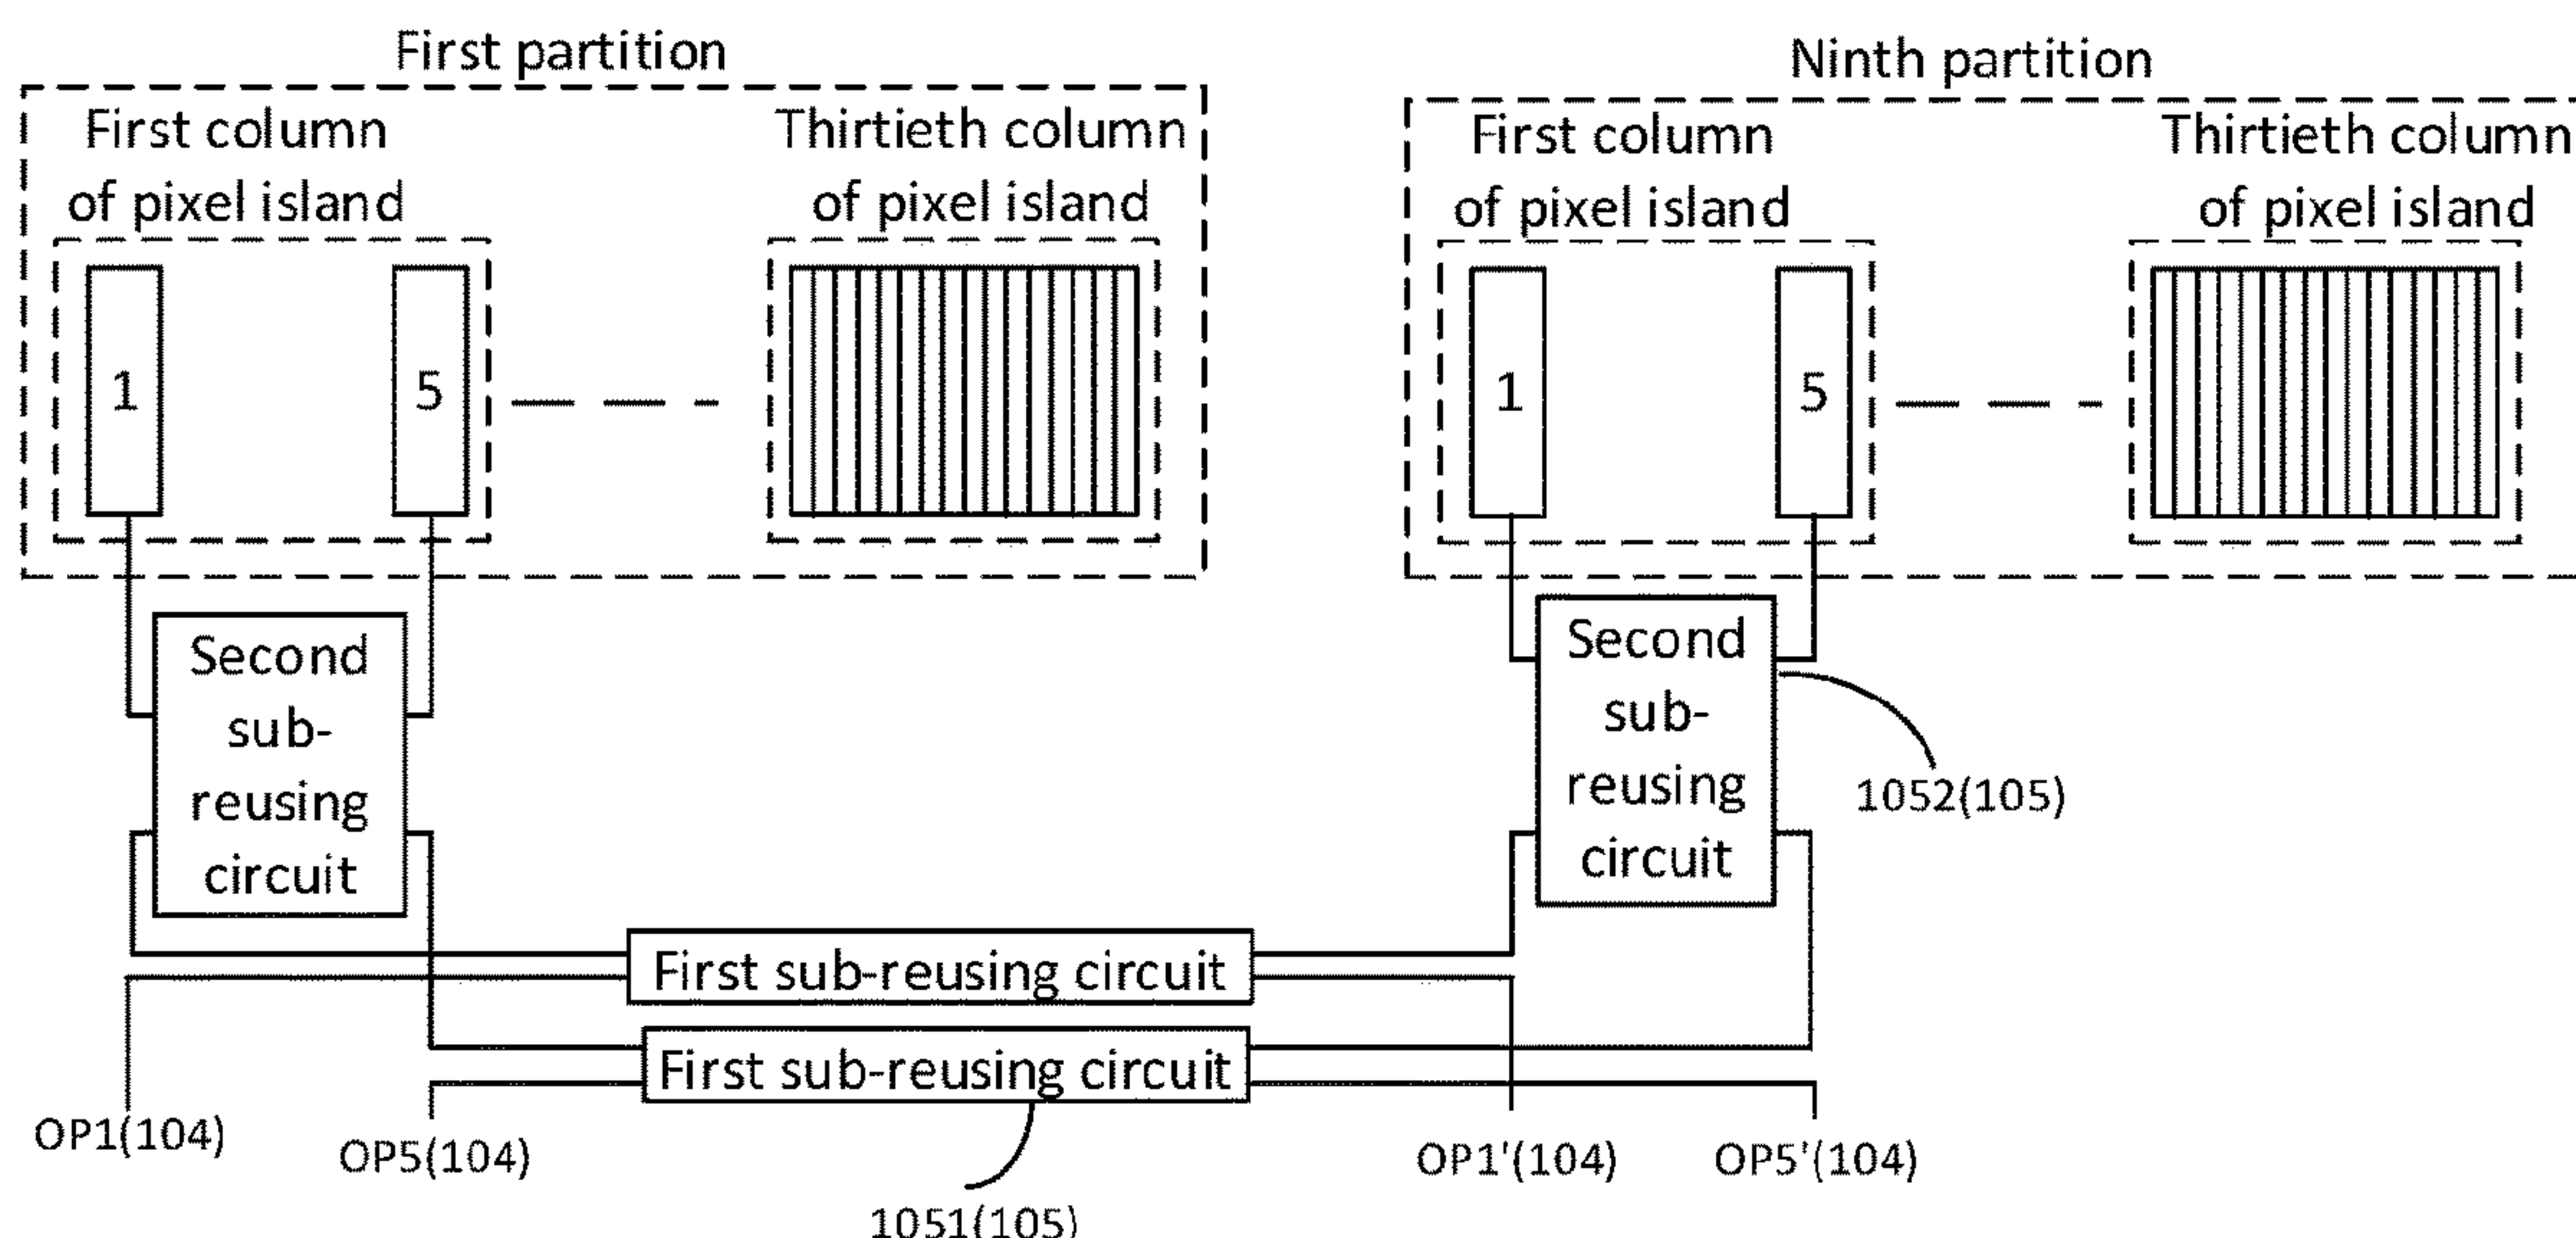 First partition
First column
of pixel island
Thirtieth column
of pixel island
1
5
Second
sub-
reusing
circuit
Ninth partition
First column
of pixel island
Thirtieth column
of pixel island
1
5
Second
sub-
reusing
circuit
1052(105)
First sub-reusing circuit
First sub-reusing circuit
OP1(104)
OP5(104)
OP1'(104)
OP5'(104)
1051(105)